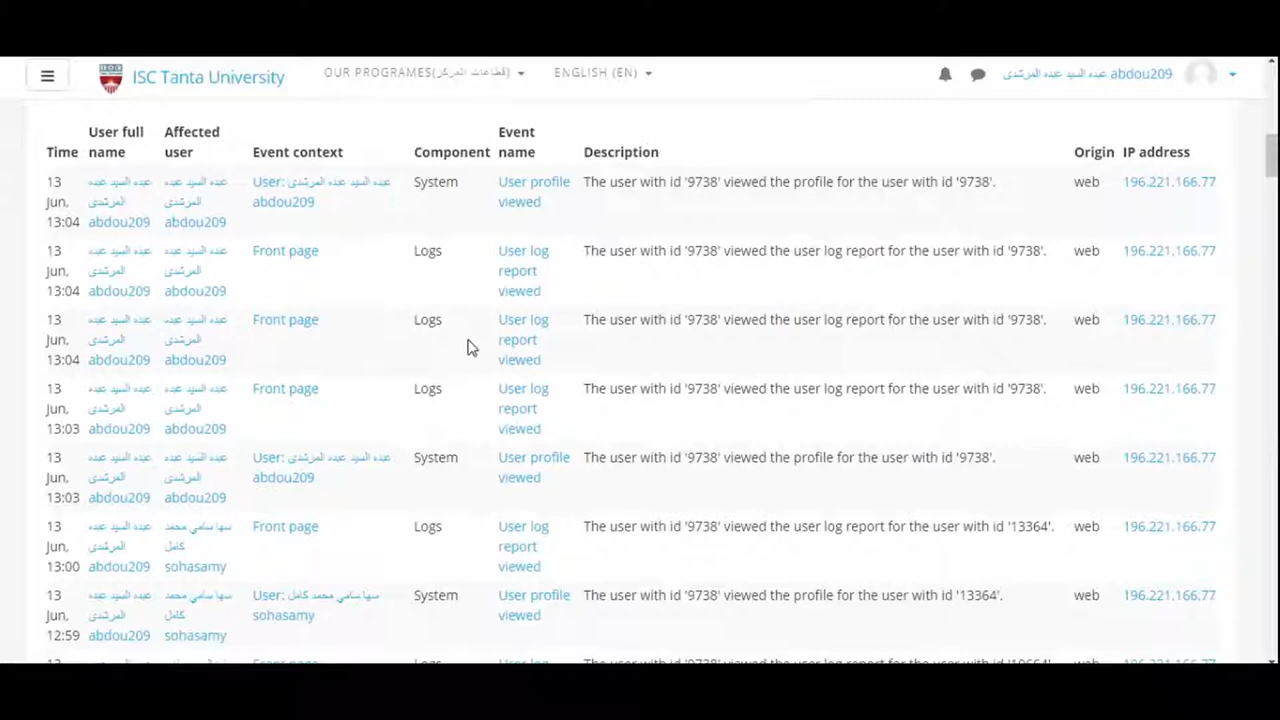 ISC Tanta University
OUR PROGRAMES(قطاعات المركز)
ENGLISH (EN)
عبده السيد عبده المرشدى abdou209
Time User full name Affected user Event context Component Event name Description Origin IP address
13 Jun, 13:04 عبده السيد عبده المرشدى abdou209 عبده السيد عبده المرشدى abdou209 User: عبده السيد عبده المرشدى abdou209 System User profile viewed The user with id '9738' viewed the profile for the user with id '9738'. web 196.221.166.77
13 Jun, 13:04 عبده السيد عبده المرشدى abdou209 عبده السيد عبده المرشدى abdou209 Front page Logs User log report viewed The user with id '9738' viewed the user log report for the user with id '9738'. web 196.221.166.77
13 Jun, 13:04 عبده السيد عبده المرشدى abdou209 عبده السيد عبده المرشدى abdou209 Front page Logs User log report viewed The user with id '9738' viewed the user log report for the user with id '9738'. web 196.221.166.77
13 Jun, 13:03 عبده السيد عبده المرشدى abdou209 عبده السيد عبده المرشدى abdou209 Front page Logs User log report viewed The user with id '9738' viewed the user log report for the user with id '9738'. web 196.221.166.77
13 Jun, 13:03 عبده السيد عبده المرشدى abdou209 عبده السيد عبده المرشدى abdou209 User: عبده السيد عبده المرشدى abdou209 System User profile viewed The user with id '9738' viewed the profile for the user with id '9738'. web 196.221.166.77
13 Jun, 13:00 عبده السيد عبده المرشدى abdou209 سها سامي محمد كامل sohasamy Front page Logs User log report viewed The user with id '9738' viewed the user log report for the user with id '13364'. web 196.221.166.77
13 Jun, 12:59 عبده السيد عبده المرشدى abdou209 سها سامي محمد كامل sohasamy User: سها سامي محمد كامل sohasamy System User profile viewed The user with id '9738' viewed the profile for the user with id '13364'. web 196.221.166.77